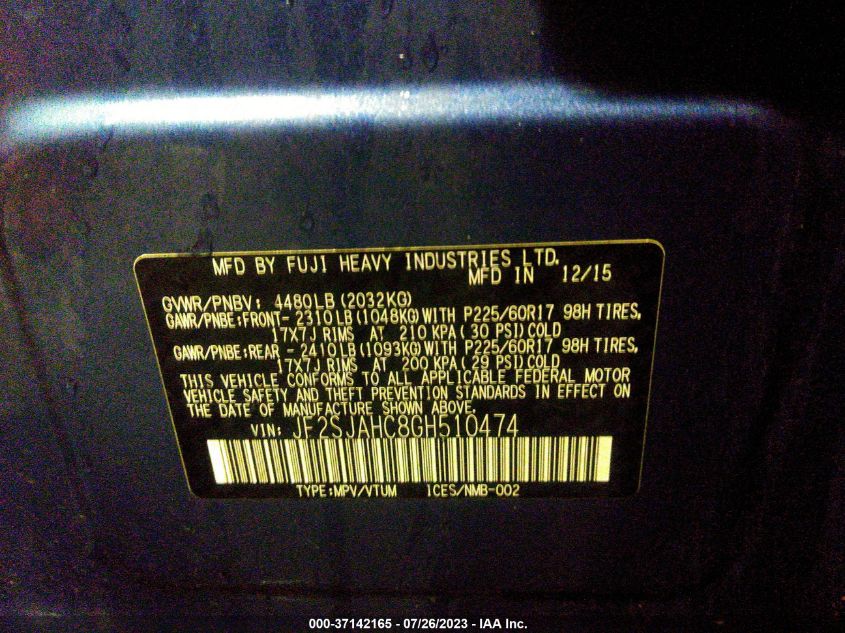 MFD BY FUJI HEAVY INDUSTRIES LTD.
MFD IN 12/15
GVWR/PNBV: 4480LB (2032KG)
GAWR/PNBE:FRONT- 2310LB (1048KG) WITH P225/60R17 98H TIRES,
17X7J RIMS AT 210 KPA (30 PSI) COLD
GAWR/PNBE:REAR - 2410LB (1093KG) WITH P225/60R17 98H TIRES,
17X7J RIMS AT 200 KPA (29 PSI) COLD
THIS VEHICLE CONFORMS TO ALL APPLICABLE FEDERAL MOTOR
VEHICLE SAFETY AND THEFT PREVENTION STANDARDS IN EFFECT ON
THE DATE OF MANUFACTURE SHOWN ABOVE.
VIN: JF2SJAHC8GH510474
TYPE:MPV/VTUM ICES/NMB-002
000-37142165 - 07/26/2023 - IAA Inc.